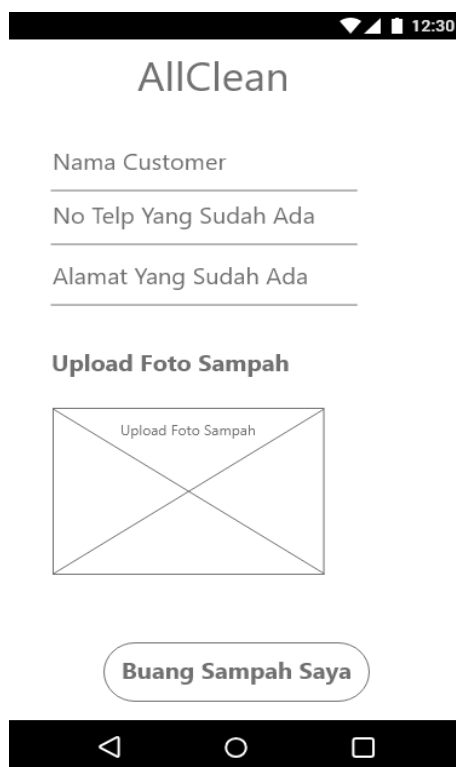 12:30
AllClean
Nama Customer
No Telp Yang Sudah Ada
Alamat Yang Sudah Ada
Upload Foto Sampah
Upload Foto Sampah
Buang Sampah Saya